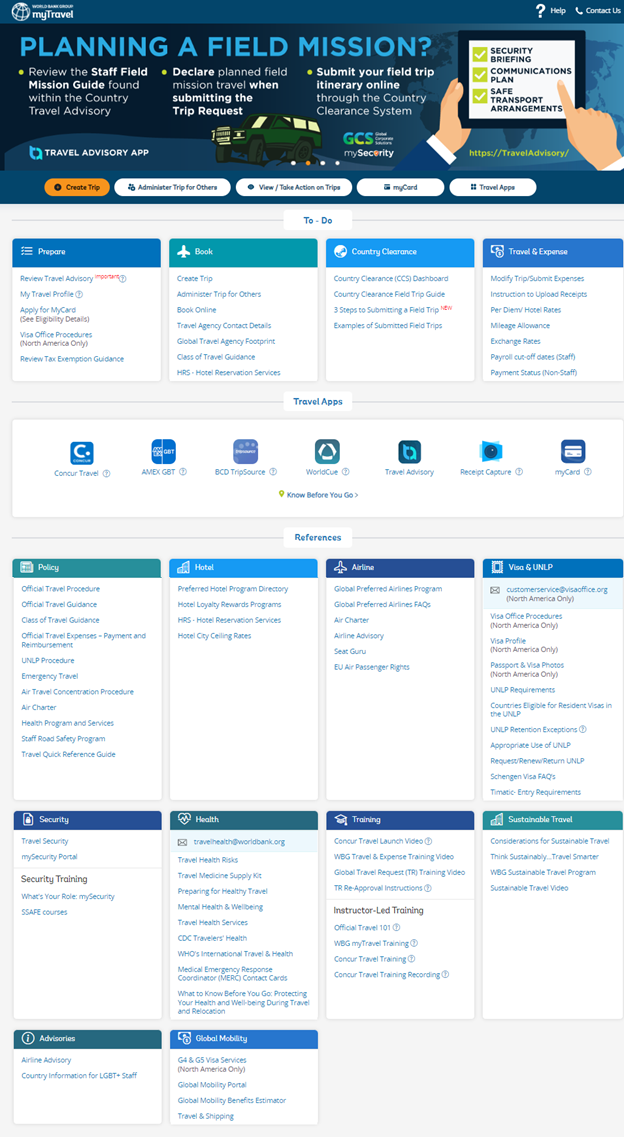 WORLD BANK GROUP
myTravel
Help
Contact Us
PLANNING A FIELD MISSION?
• Review the Staff Field
Mission Guide found
within the Country
Travel Advisory
• Declare planned field
mission travel when
submitting the
Trip Request
• Submit your field trip
itinerary online
through the Country
Clearance System
SECURITY
BRIEFING
COMMUNICATIONS
PLAN
SAFE
TRANSPORT
ARRANGEMENTS
TRAVEL ADVISORY APP
GCS Global
Corporate
Solutions
mySecurity
https://TravelAdvisory/
Create Trip
Administer Trip for Others
View / Take Action on Trips
myCard
Travel Apps
To - Do
Prepare
Review Travel Advisory Important
My Travel Profile
Apply for MyCard
(See Eligibility Details)
Visa Office Procedures
(North America Only)
Review Tax Exemption Guidance
Book
Create Trip
Administer Trip for Others
Book Online
Travel Agency Contact Details
Global Travel Agency Footprint
Class of Travel Guidance
HRS - Hotel Reservation Services
Country Clearance
Country Clearance (CCS) Dashboard
Country Clearance Field Trip Guide
3 Steps to Submitting a Field Trip NEW
Examples of Submitted Field Trips
Travel & Expense
Modify Trip/Submit Expenses
Instruction to Upload Receipts
Per Diem/ Hotel Rates
Mileage Allowance
Exchange Rates
Payroll cut-off dates (Staff)
Payment Status (Non-Staff)
Travel Apps
Concur Travel
AMEX GBT
BCD TripSource
WorldCue
Travel Advisory
Receipt Capture
myCard
Know Before You Go >
References
Policy
Official Travel Procedure
Official Travel Guidance
Class of Travel Guidance
Official Travel Expenses – Payment and
Reimbursement
UNLP Procedure
Emergency Travel
Air Travel Concentration Procedure
Air Charter
Health Program and Services
Staff Road Safety Program
Travel Quick Reference Guide
Hotel
Preferred Hotel Program Directory
Hotel Loyalty Rewards Programs
HRS - Hotel Reservation Services
Hotel City Ceiling Rates
Airline
Global Preferred Airlines Program
Global Preferred Airlines FAQs
Air Charter
Airline Advisory
Seat Guru
EU Air Passenger Rights
Visa & UNLP
customerservice@visaoffice.org
(North America Only)
Visa Office Procedures
(North America Only)
Visa Profile
(North America Only)
Passport & Visa Photos
(North America Only)
UNLP Requirements
Countries Eligible for Resident Visas in
the UNLP
UNLP Retention Exceptions
Appropriate Use of UNLP
Request/Renew/Return UNLP
Schengen Visa FAQ's
Timatic- Entry Requirements
Security
Travel Security
mySecurity Portal
Security Training
What's Your Role: mySecurity
SSAFE courses
Health
travelhealth@worldbank.org
Travel Health Risks
Travel Medicine Supply Kit
Preparing for Healthy Travel
Mental Health & Wellbeing
Travel Health Services
CDC Travelers' Health
WHO's International Travel & Health
Medical Emergency Response
Coordinator (MERC) Contact Cards
What to Know Before You Go: Protecting
Your Health and Well-being During Travel
and Relocation
Training
Concur Travel Launch Video
WBG Travel & Expense Training Video
Global Travel Request (TR) Training Video
TR Re-Approval Instructions
Instructor-Led Training
Official Travel 101
WBG myTravel Training
Concur Travel Training
Concur Travel Training Recording
Sustainable Travel
Considerations for Sustainable Travel
Think Sustainably...Travel Smarter
WBG Sustainable Travel Program
Sustainable Travel Video
Advisories
Airline Advisory
Country Information for LGBT+ Staff
Global Mobility
G4 & G5 Visa Services
(North America Only)
Global Mobility Portal
Global Mobility Benefits Estimator
Travel & Shipping